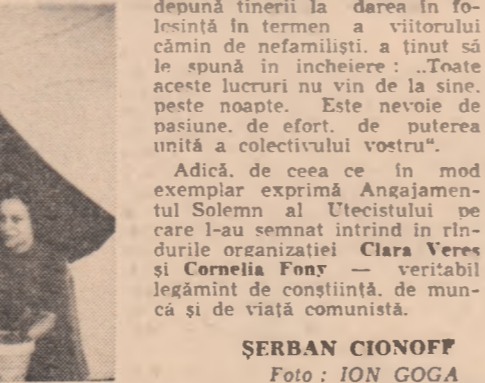 depună tinerii la darea în fo-
lesință în termen a viitorului
cămin de nefamiliști. a ținut să
le spună în încheiere : „Toate
aceste lucruri nu vin de la sine.
peste noapte. Este nevoie de
pasiune. de efort. de puterea
unită a colectivului vostru“.
Adică. de ceea ce în mod
exemplar exprimă Angajamen-
tul Solemn al Utecistului pe
care l-au semnat intrînd în rîn-
durile organizației Clara Veres
și Cornelia Fony — veritabil
legămînt de conștiință. de mun-
că și de viață comunistă.
ȘERBAN CIONOFF
Foto : ION GOGA